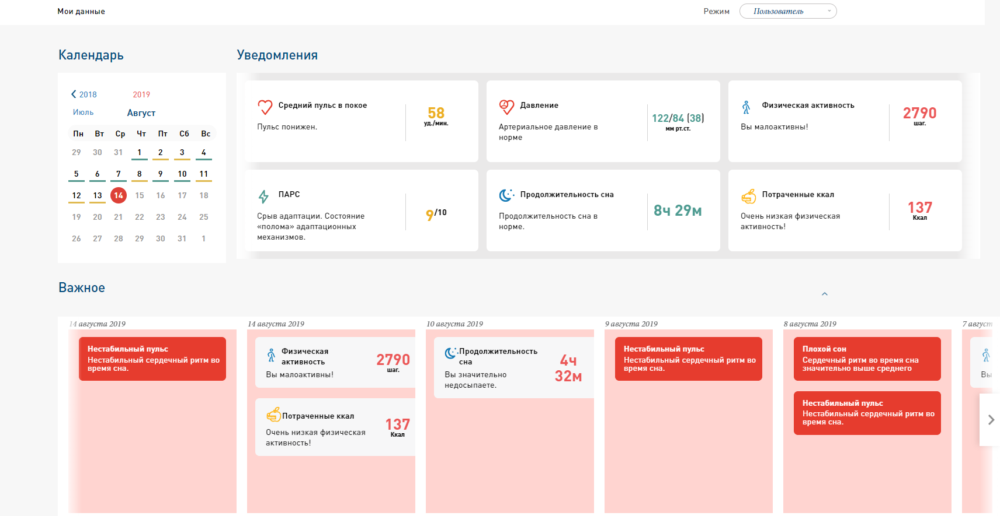 Мои данные
Режим
Пользователь
Календарь
2018
2019
Июль
Август
Пн Вт Ср Чт Пт Сб Вс
29 30 31 1 2 3 4
5 6 7 8 9 10 11
12 13 14 15 16 17 18
19 20 21 22 23 24 25
26 27 28 29 30 31 1
Уведомления
Средний пульс в покое
Пульс понижен.
58
уд./мин.
Давление
Артериальное давление в
норме
122/84 (38)
мм рт.ст.
Физическая активность
Вы малоактивны!
2790
шаг.
ПАРС
Срыв адаптации. Состояние
«полома» адаптационных
механизмов.
9/10
Продолжительность сна
Продолжительность сна в
норме.
8ч 29м
Потраченные ккал
Очень низкая физическая
активность!
137
Ккал
Важное
14 августа 2019
Нестабильный пульс
Нестабильный сердечный ритм во
время сна.
14 августа 2019
Физическая
активность
Вы малоактивны!
2790
шаг.
Потраченные ккал
Очень низкая физическая
активность!
137
Ккал
10 августа 2019
Продолжительность
сна
Вы значительно
недосыпаете.
4ч
32м
9 августа 2019
Нестабильный пульс
Нестабильный сердечный ритм во
время сна.
8 августа 2019
Плохой сон
Сердечный ритм во время сна
значительно выше среднего
Нестабильный пульс
Нестабильный сердечный ритм во
время сна.
7 август
Вы